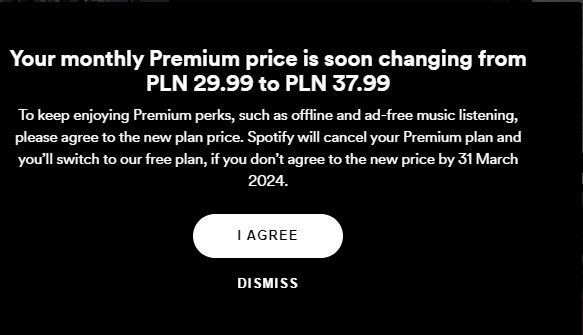 Your monthly Premium price is soon changing from
PLN 29.99 to PLN 37.99
To keep enjoying Premium perks, such as offline and ad-free music listening,
please agree to the new plan price. Spotify will cancel your Premium plan and
you'll switch to our free plan, if you don't agree to the new price by 31 March
2024.
I AGREE
DISMISS